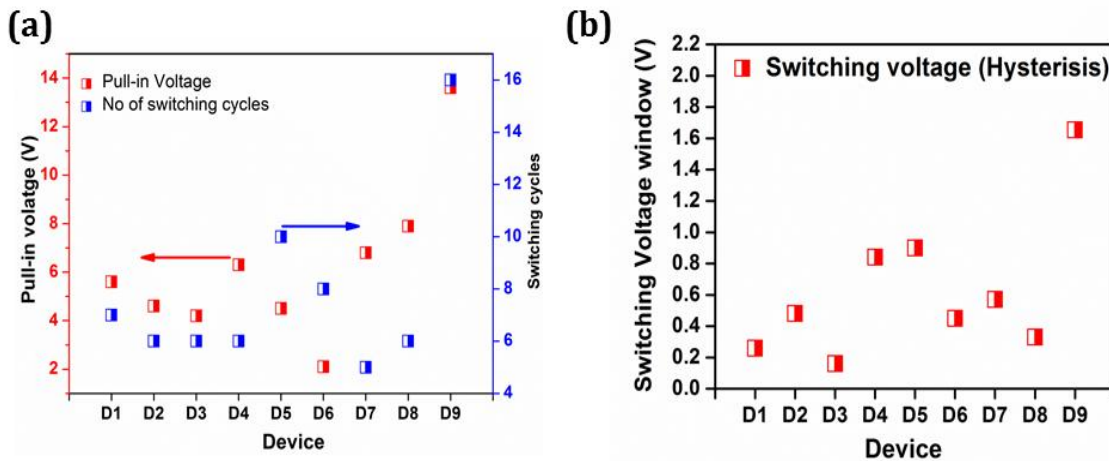 (a)
Pull-in Voltage
No of switching cycles
Pull-in volatge (V)
14
12
10
8
6
4
2
Switching cycles
16
14
12
10
8
6
4
D1 D2 D3 D4 D5 D6 D7 D8 D9
Device
(b)
Switching voltage (Hysterisis)
Switching Voltage window (V)
2.2
2.0
1.8
1.6
1.4
1.2
1.0
0.8
0.6
0.4
0.2
0.0
D1 D2 D3 D4 D5 D6 D7 D8 D9
Device